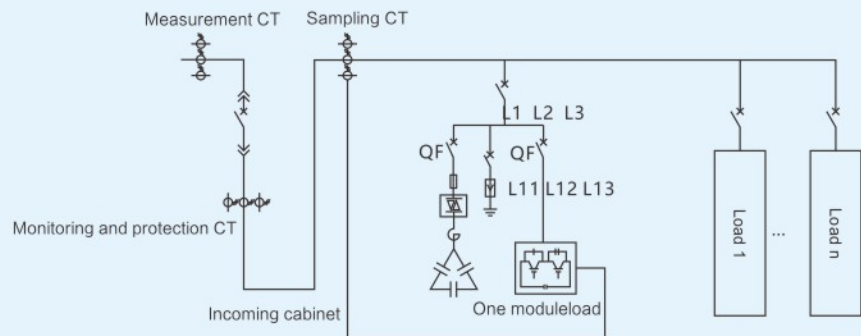 Measurement CT
Sampling CT
L1 L2 L3
QF
QF
L11 L12 L13
Load 1
...
Load n
Monitoring and protection CT
Incoming cabinet
One moduleload